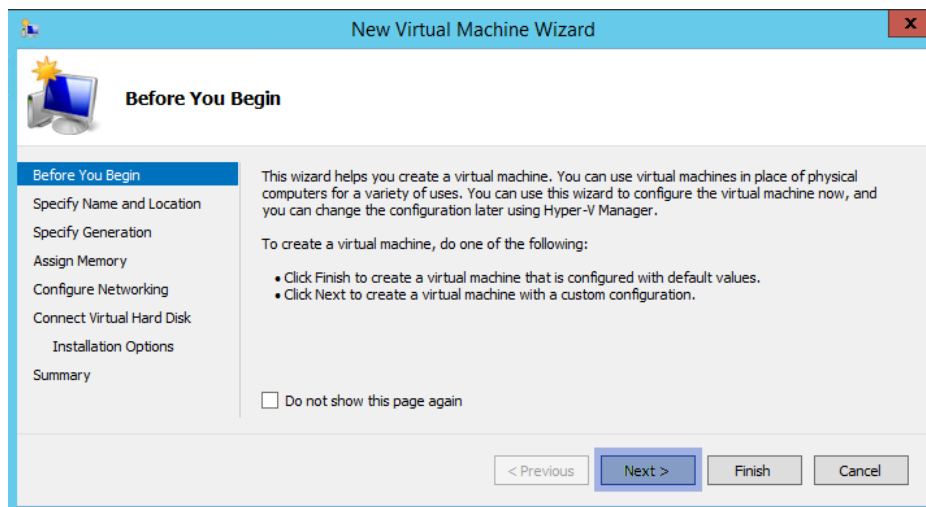 New Virtual Machine Wizard
x
Before You Begin
Before You Begin
Specify Name and Location
Specify Generation
Assign Memory
Configure Networking
Connect Virtual Hard Disk
Installation Options
Summary
This wizard helps you create a virtual machine. You can use virtual machines in place of physical
computers for a variety of uses. You can use this wizard to configure the virtual machine now, and
you can change the configuration later using Hyper-V Manager.
To create a virtual machine, do one of the following:
• Click Finish to create a virtual machine that is configured with default values.
• Click Next to create a virtual machine with a custom configuration.
Do not show this page again
< Previous
Next >
Finish
Cancel